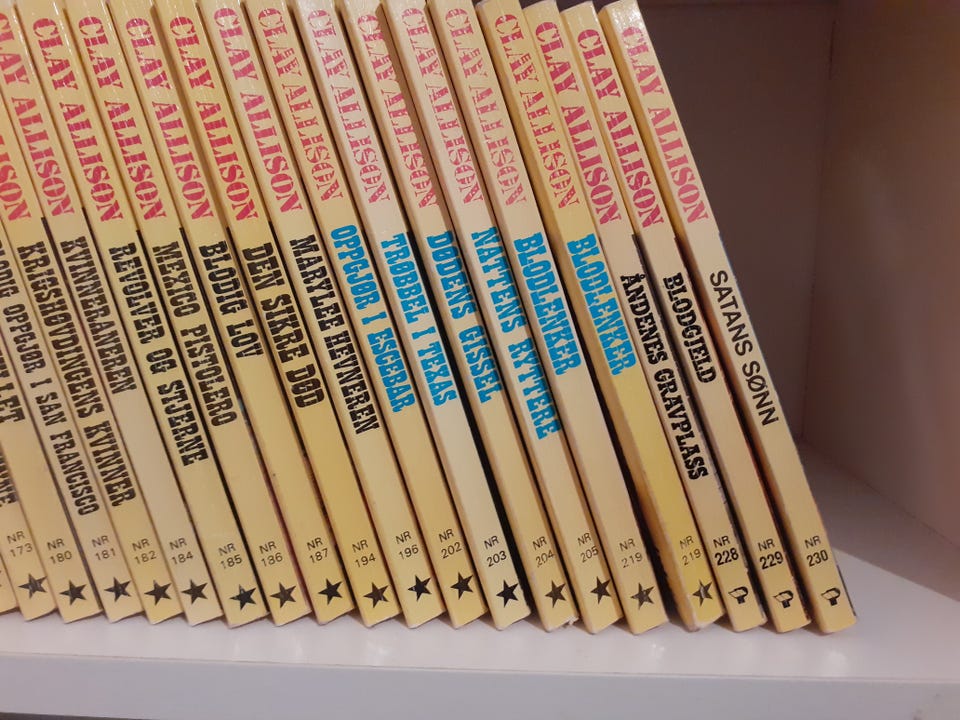 NR 173
NR 180
ALLISON OPPGJØR I SAN FRANCISCO NR 181
CLAY ALLISON KRIGSHØVDINGENS KVINNER NR 182
CLAY ALLISON KVINNERANEREN NR 184
CLAY ALLISON REVOLVER OG STJERNE NR 185
CLAY ALLISON MEXICO PISTOLERO NR 186
CLAY ALLISON BLODIG LOV NR 187
CLAY ALLISON DEN SIKRE DØD NR 194
CLAY ALLISON MARYLEE HEVNEREN NR 196
CLAY ALLISON OPPGJØR I ESCEBAR NR 202
CLAY ALLISON TRØBBEL I TEXAS NR 203
CLAY ALLISON DØDENS GISSEL NR 204
CLAY ALLISON NATTENS RYTTERE NR 205
CLAY ALLISON BLODLENKER NR 219
CLAY ALLISON BLODLENKER NR 219
CLAY ALLISON ÅNDENES GRAVPLASS NR 228
CLAY ALLISON BLODGJELD NR 229
CLAY ALLISON SATANS SØNN NR 230